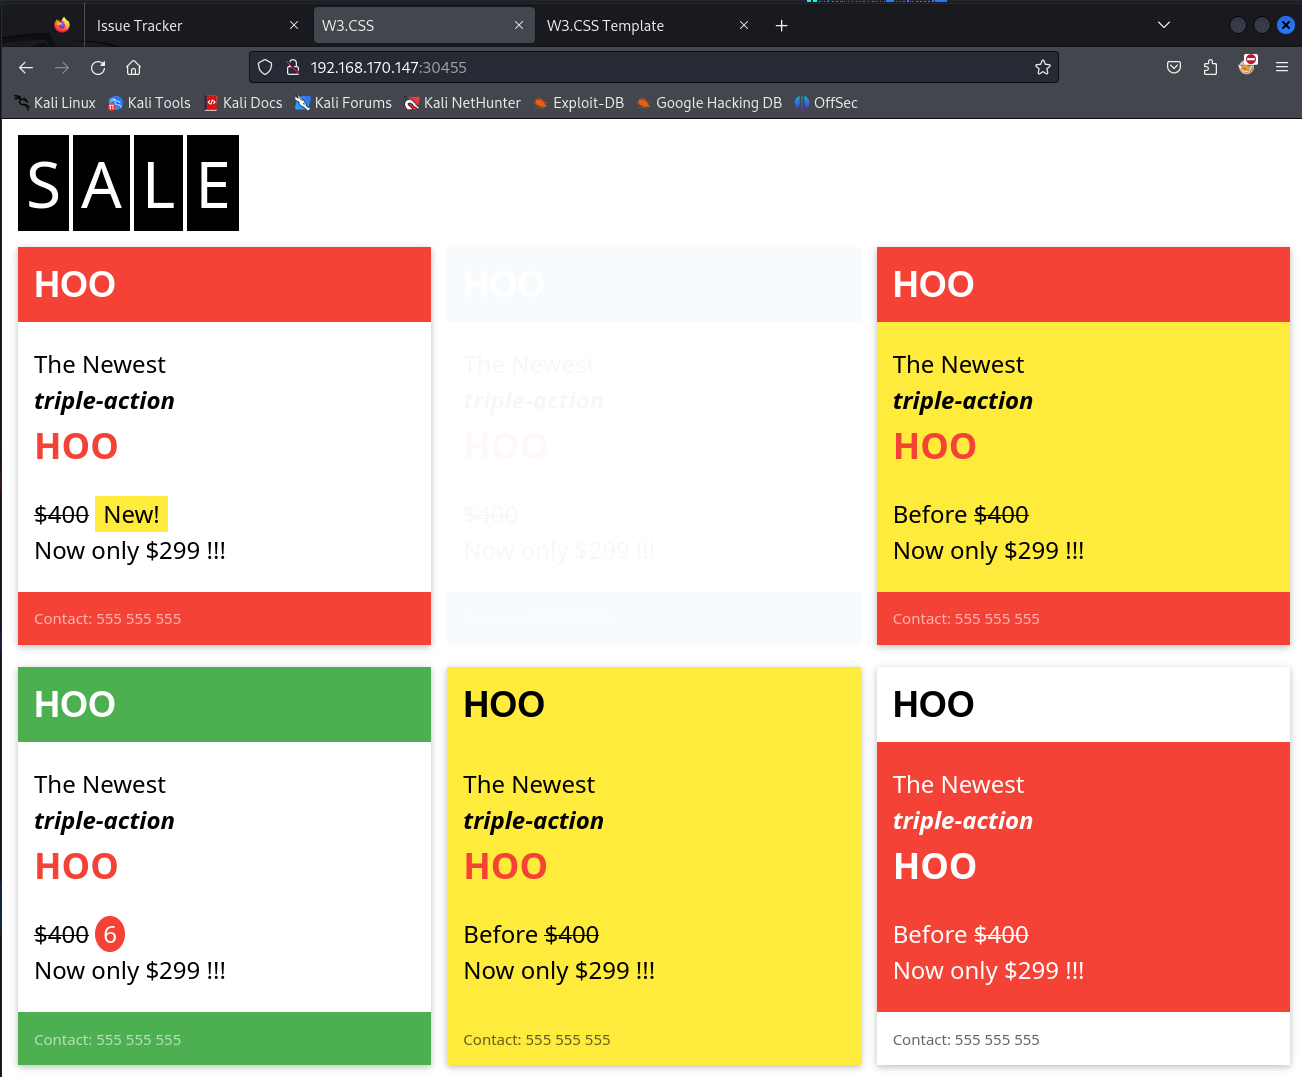 Issue Tracker
W3.CSS
W3.CSS Template
192.168.170.147:30455
Kali Linux
Kali Tools
Kali Docs
Kali Forums
Kali NetHunter
Exploit-DB
Google Hacking DB
OffSec
SALE
HOO
The Newest
triple-action
HOO
$400 New!
Now only $299 !!!
Contact: 555 555 555
HOO
The Newest
triple-action
HOO
$400
Now only $299 !!!
HOO
The Newest
triple-action
HOO
Before $400
Now only $299 !!!
Contact: 555 555 555
HOO
The Newest
triple-action
HOO
$400 6
Now only $299 !!!
Contact: 555 555 555
HOO
The Newest
triple-action
HOO
Before $400
Now only $299 !!!
Contact: 555 555 555
HOO
The Newest
triple-action
HOO
Before $400
Now only $299 !!!
Contact: 555 555 555